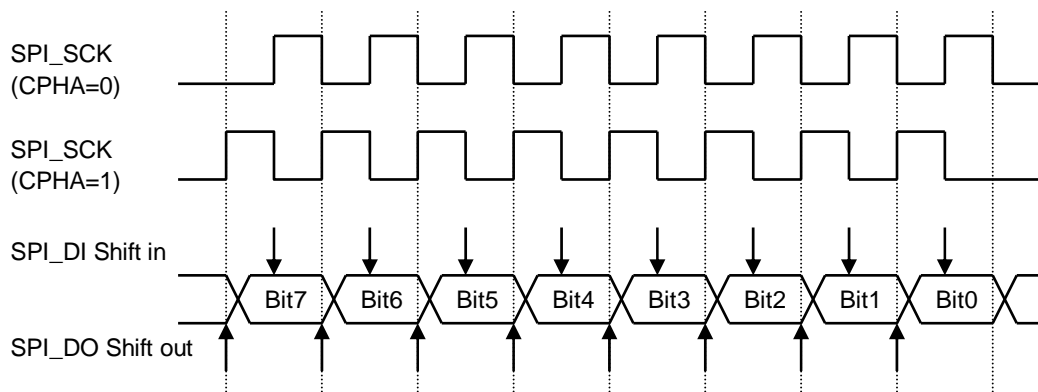 SPI_SCK
(CPHA=0)
SPI_SCK
(CPHA=1)
SPI_DI Shift in
Bit7 Bit6 Bit5 Bit4 Bit3 Bit2 Bit1 Bit0
SPI_DO Shift out